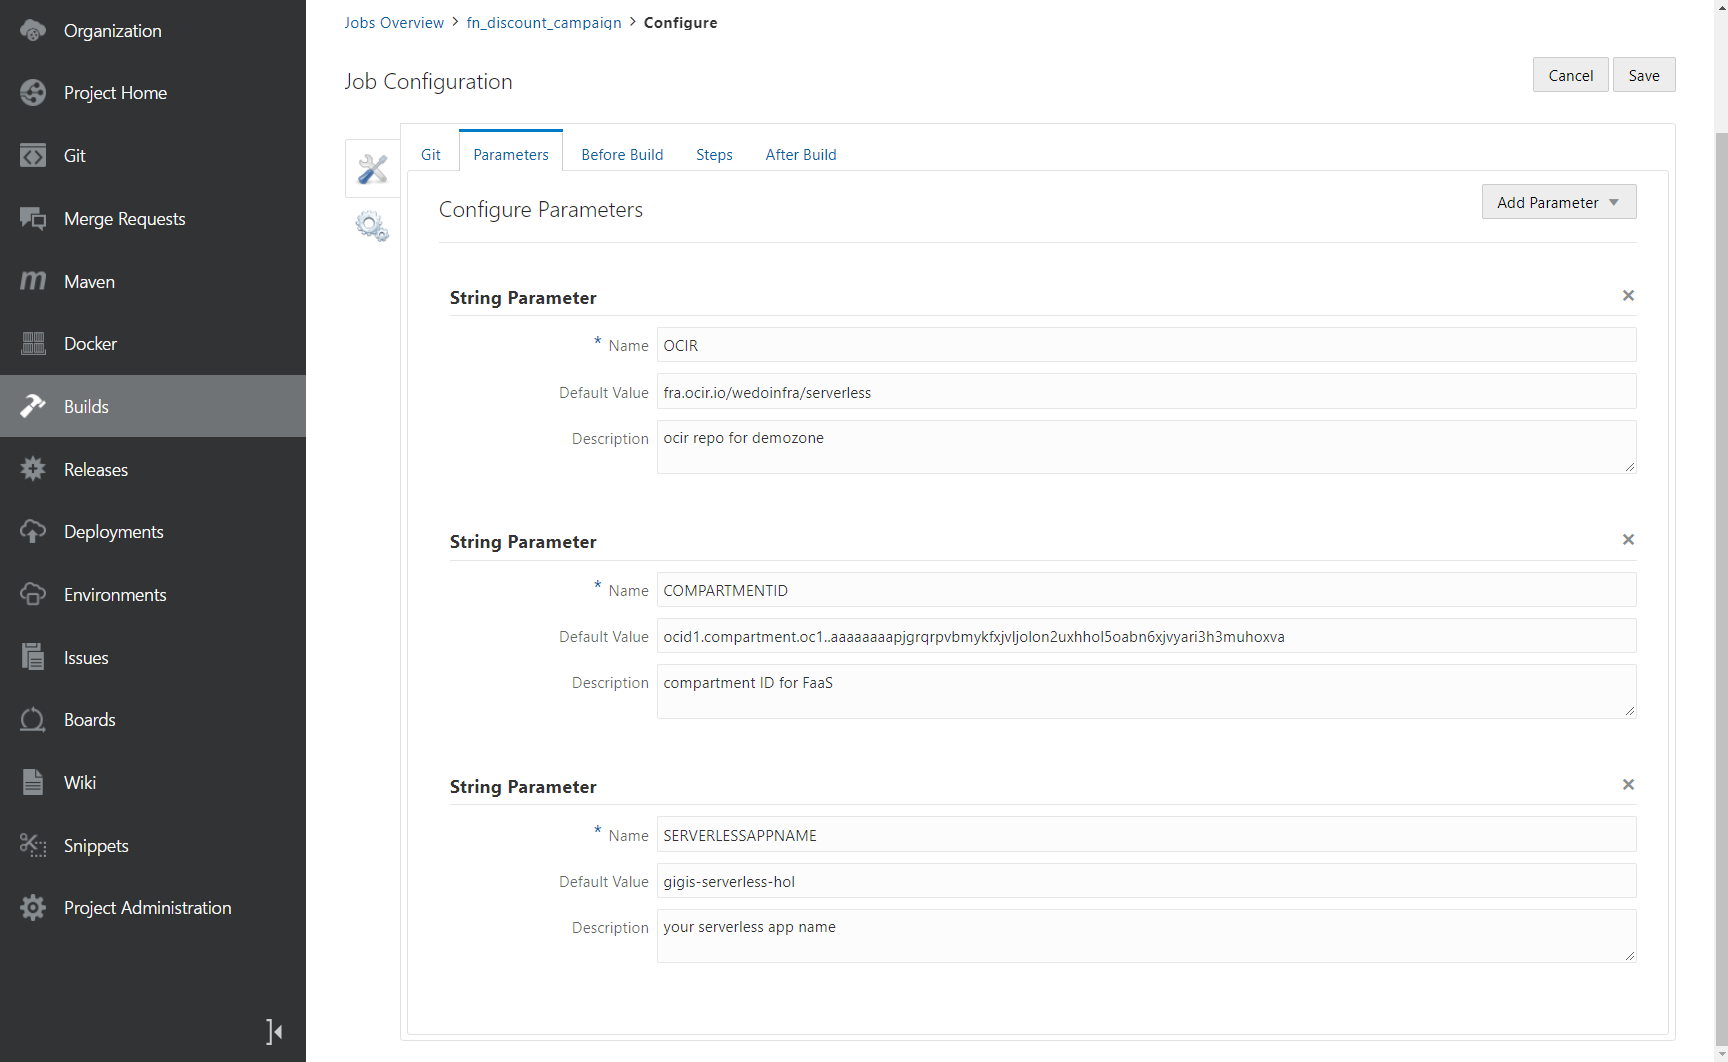 Organization
Project Home
Git
Merge Requests
Maven
Docker
Builds
Releases
Deployments
Environments
Issues
Boards
Wiki
Snippets
Project Administration
Jobs Overview > fn_discount_campaign > Configure
Job Configuration
Cancel
Save
Git
Parameters
Before Build
Steps
After Build
Configure Parameters
Add Parameter
String Parameter
* Name OCIR
Default Value fra.ocir.io/wedoinfra/serverless
Description ocir repo for demozone
String Parameter
* Name COMPARTMENTID
Default Value ocid1.compartment.oc1..aaaaaaaapjgrqrpvbmykfxjvljolon2uxhhol5oabn6xjvyari3h3muhoxva
Description compartment ID for FaaS
String Parameter
* Name SERVERLESSAPPNAME
Default Value gigis-serverless-hol
Description your serverless app name